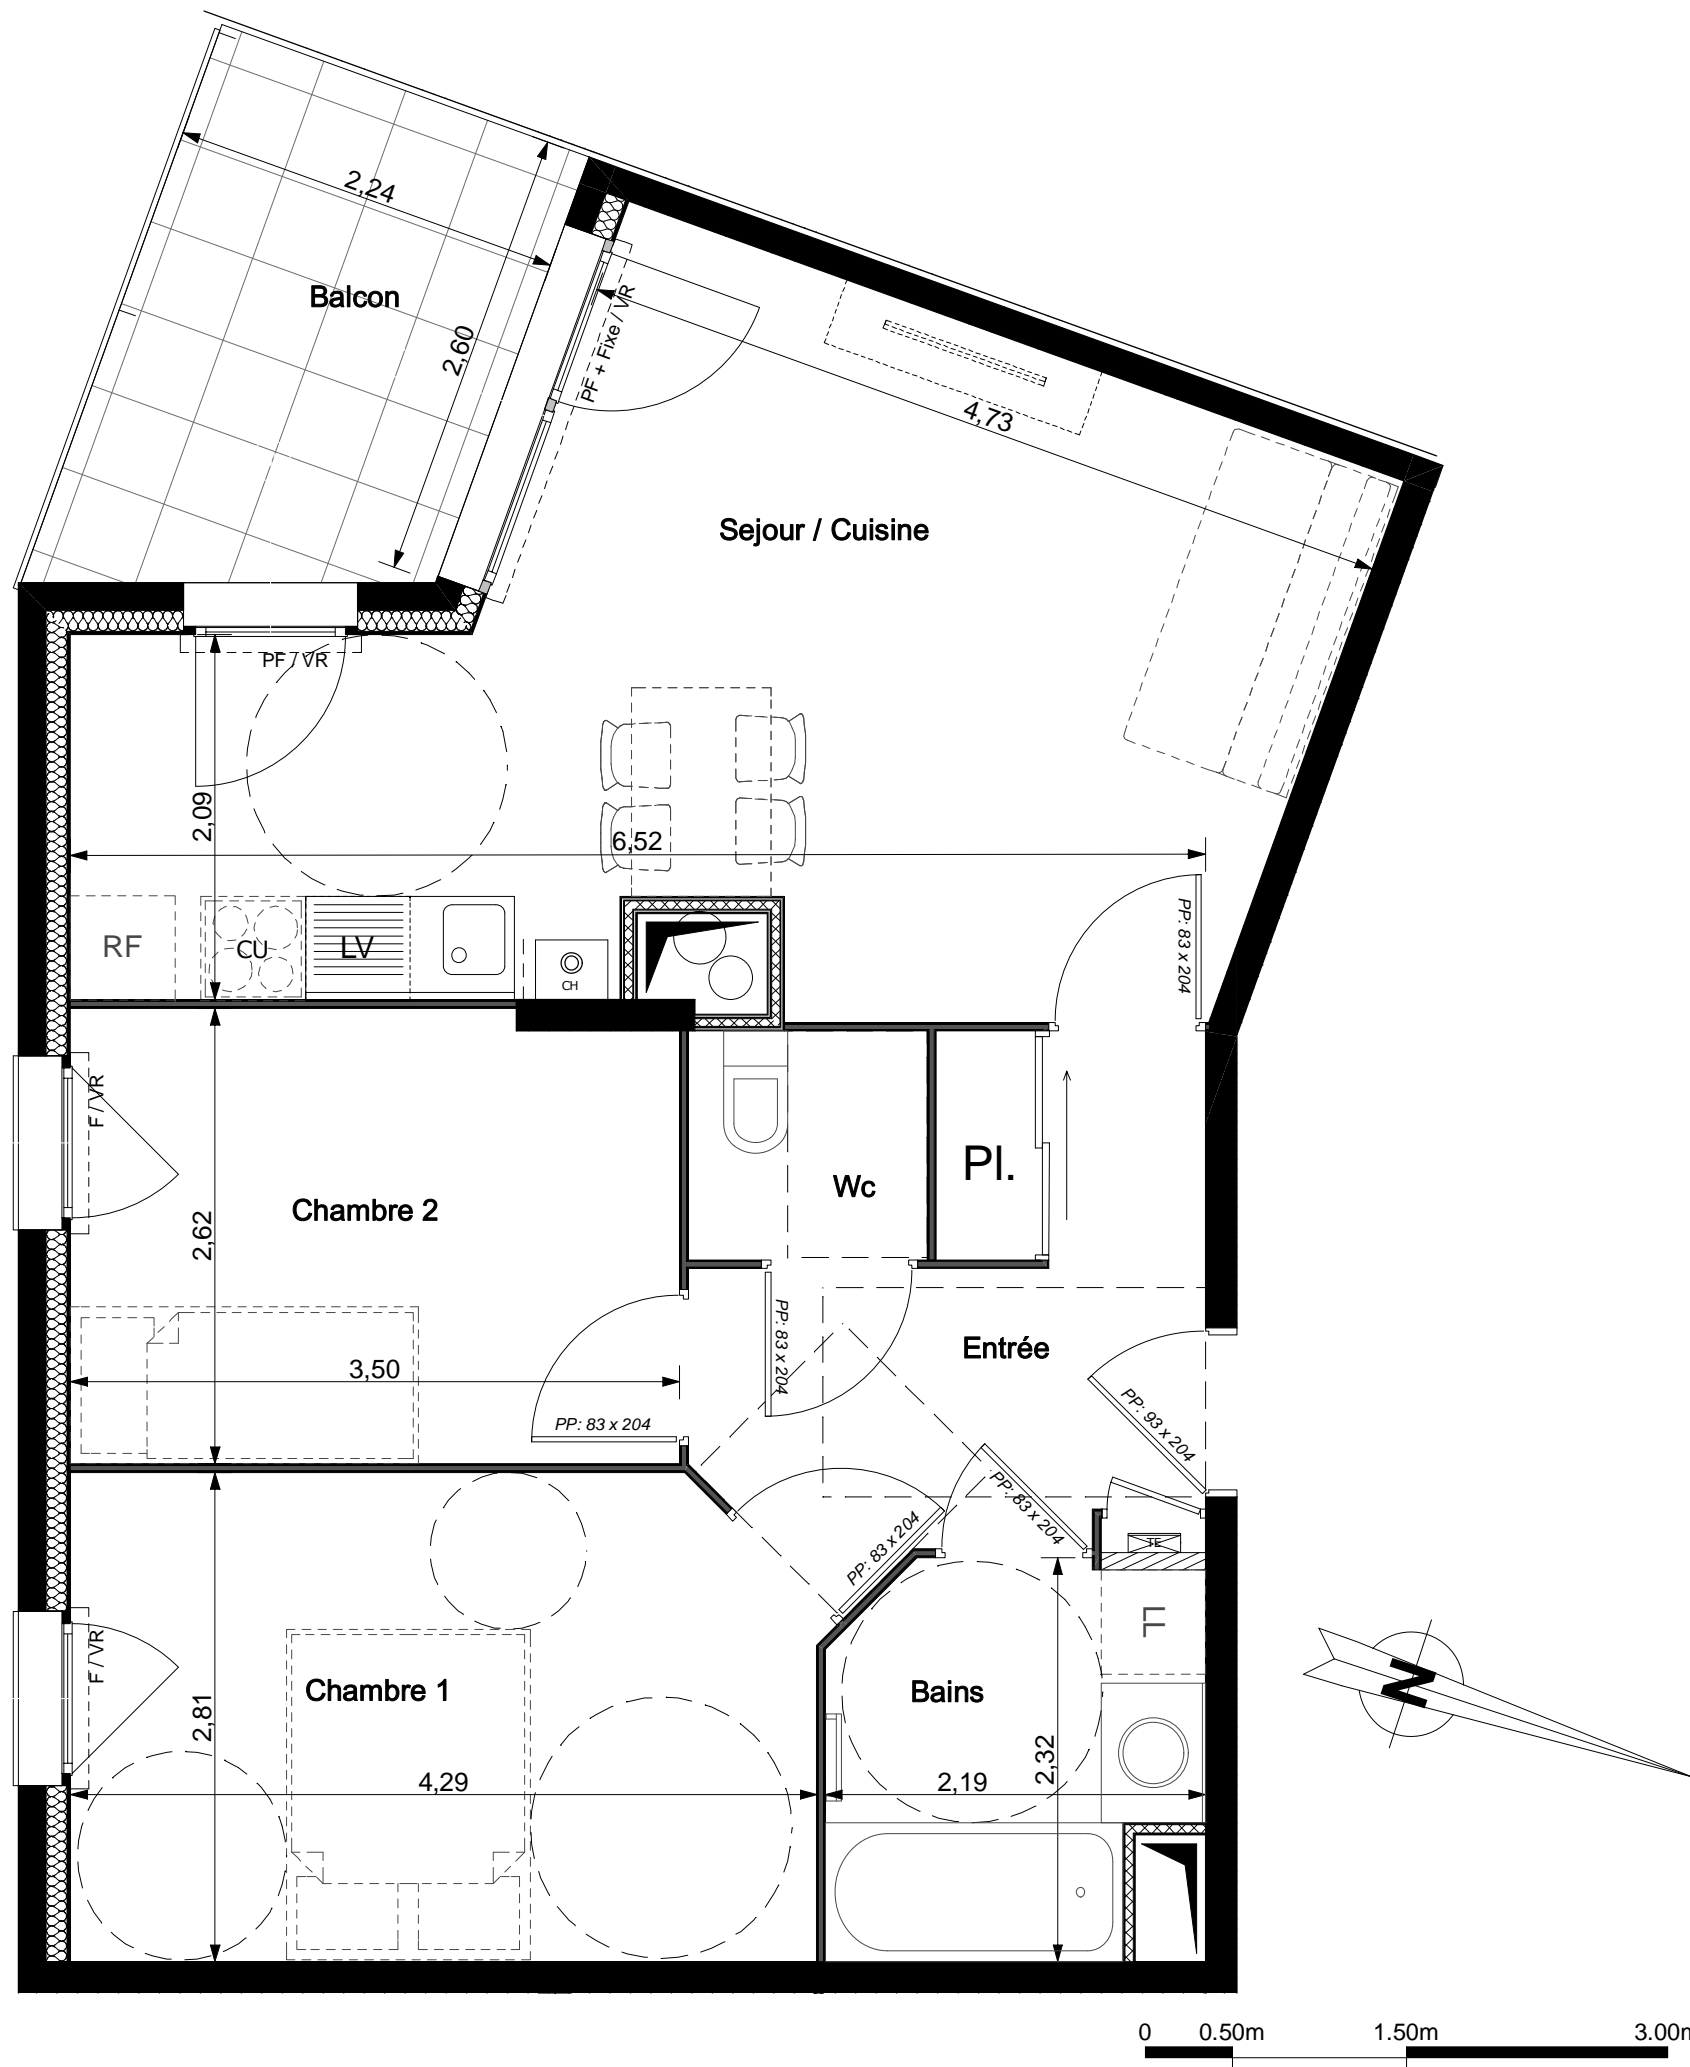 2,24
Balcon
2,60
PF + Fixe / VR
4,73
Sejour / Cuisine
PF / VR
2,09
6,52
RF
CU
LV
CH
PP: 83 x 204
F / VR
Chambre 2
2,62
Wc
Pl.
3,50
PP: 83 x 204
PP: 83 x 204
Entrée
PP: 93 x 204
PP: 83 x 204
PP: 83 x 204
TE
LL
F / VR
Chambre 1
2,81
Bains
2,32
4,29
2,19
N
0 0.50m 1.50m 3.00m